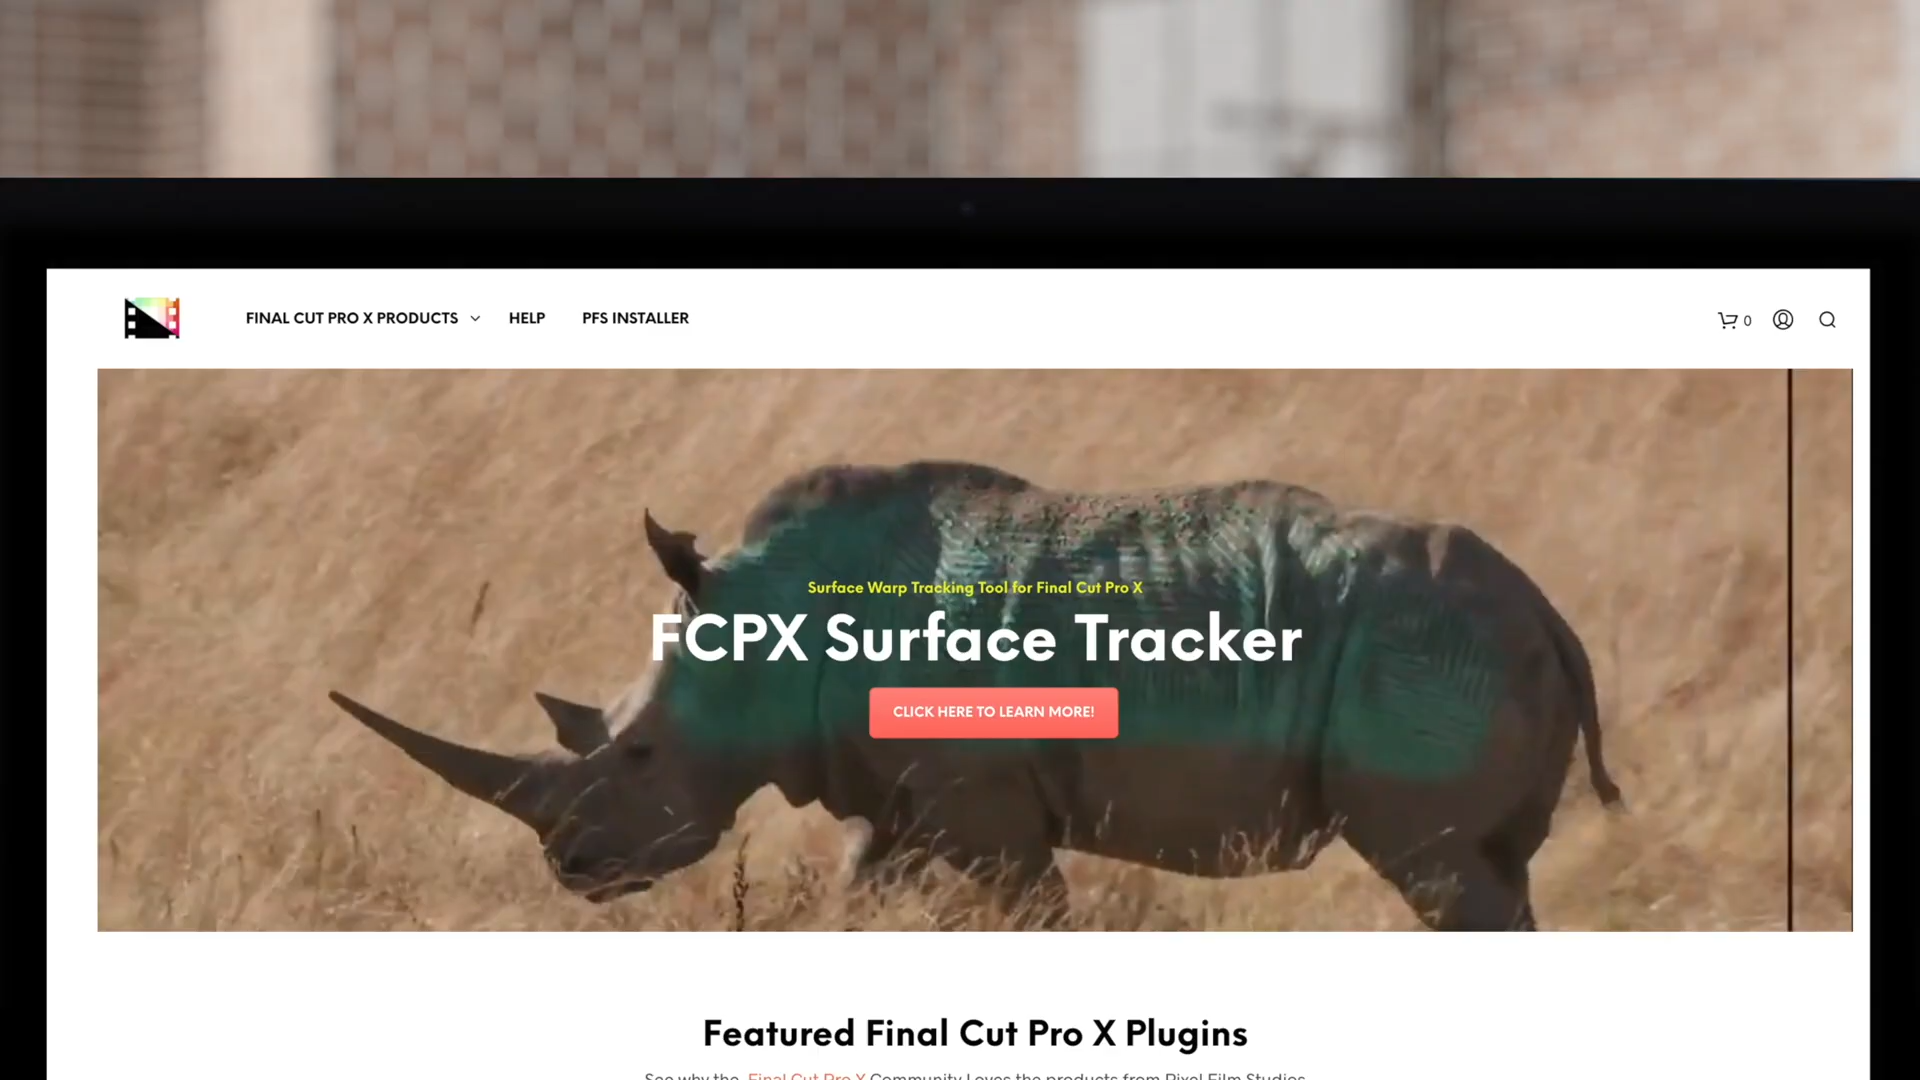 FINAL CUT PRO X PRODUCTS HELP PFS INSTALLER 0
Surface Warp Tracking Tool for Final Cut Pro X
FCPX Surface Tracker
CLICK HERE TO LEARN MORE!
Featured Final Cut Pro X Plugins
See why the Final Cut Pro X Community Loves the products from Pixel Film Studios